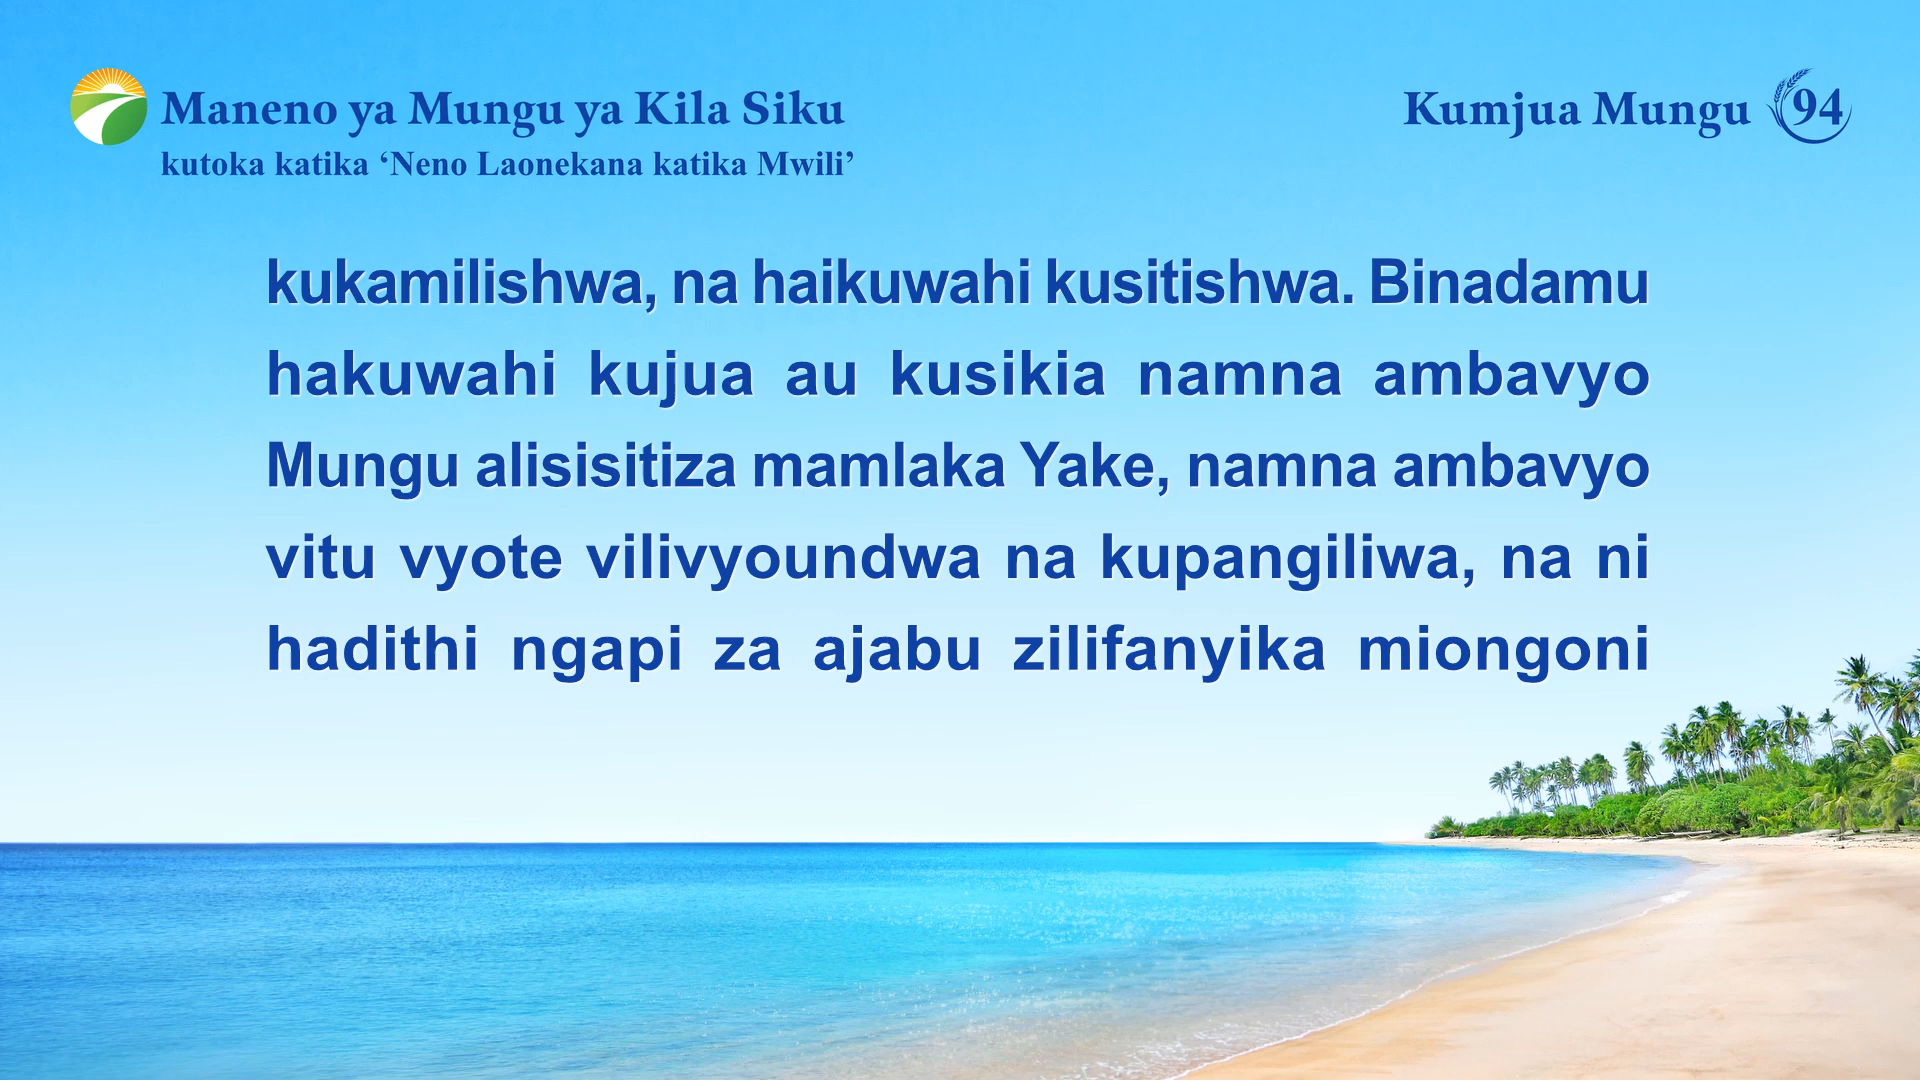 Maneno ya Mungu ya Kila Siku
kutoka katika ‘Neno Laonekana katika Mwili’
Kumjua Mungu 94
kukamilishwa, na haikuwahi kusitishwa. Binadamu
hakuwahi kujua au kusikia namna ambavyo
Mungu alisisitiza mamlaka Yake, namna ambavyo
vitu vyote vilivyoundwa na kupangiliwa, na ni
hadithi ngapi za ajabu zilifanyika miongoni